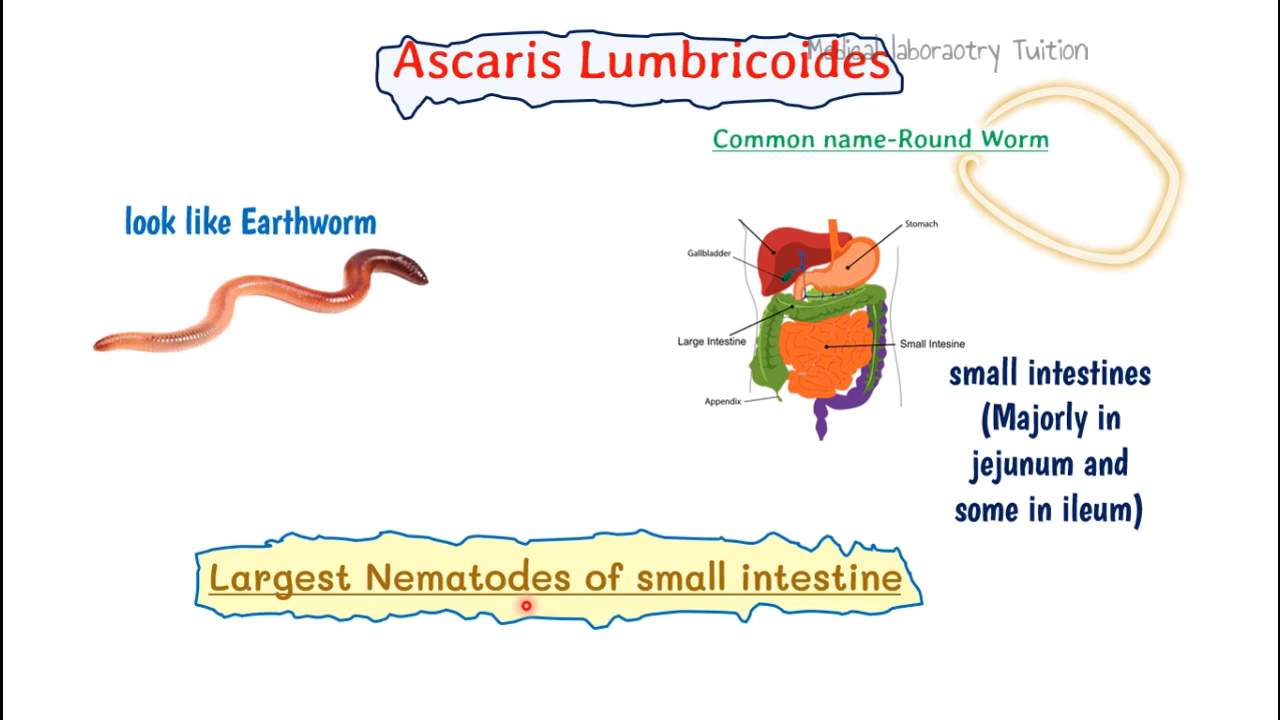 Ascaris Lumbricoides
Medical laboraotry Tuition
Common name-Round Worm
look like Earthworm
Stomach
Gallbladder
Large Intestine
Small Intesine
Appendix
small intestines
(Majorly in
jejunum and
some in ileum)
Largest Nematodes of small intestine